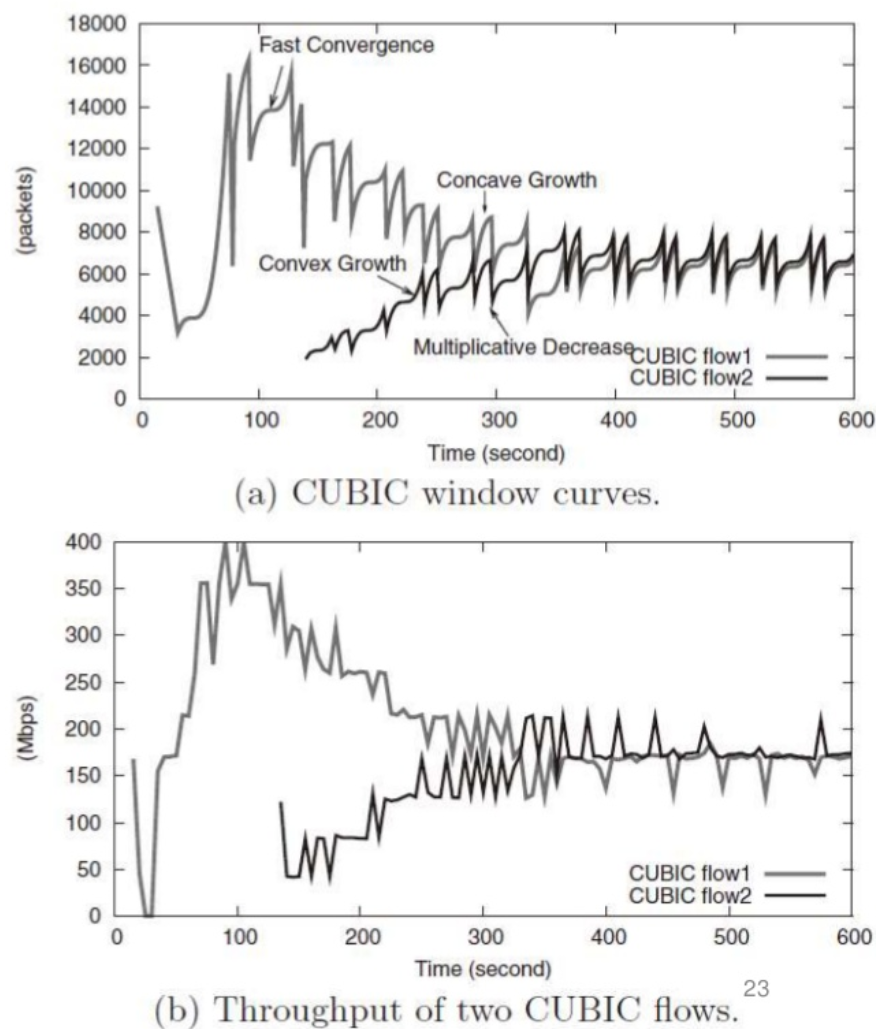 18000
16000
14000
12000
10000
8000
6000
4000
2000
0
(packets)
Fast Convergence
Concave Growth
Convex Growth
Multiplicative Decrease
CUBIC flow1
CUBIC flow2
0 100 200 300 400 500 600
Time (second)
(a) CUBIC window curves.
400
350
300
250
200
150
100
50
0
(Mbps)
CUBIC flow1
CUBIC flow2
0 100 200 300 400 500 600
Time (second)
(b) Throughput of two CUBIC flows.
23